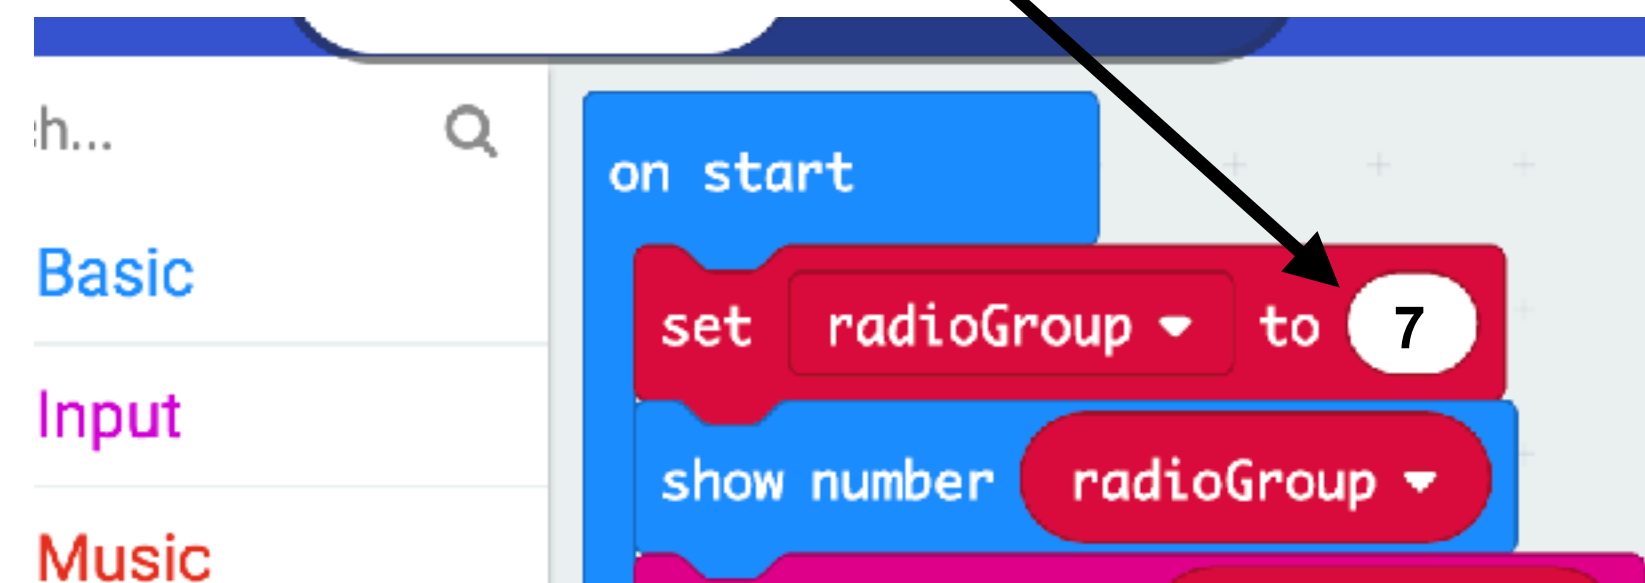 h...
Basic
Input
Music
on start
set radioGroup to 7
show number radioGroup